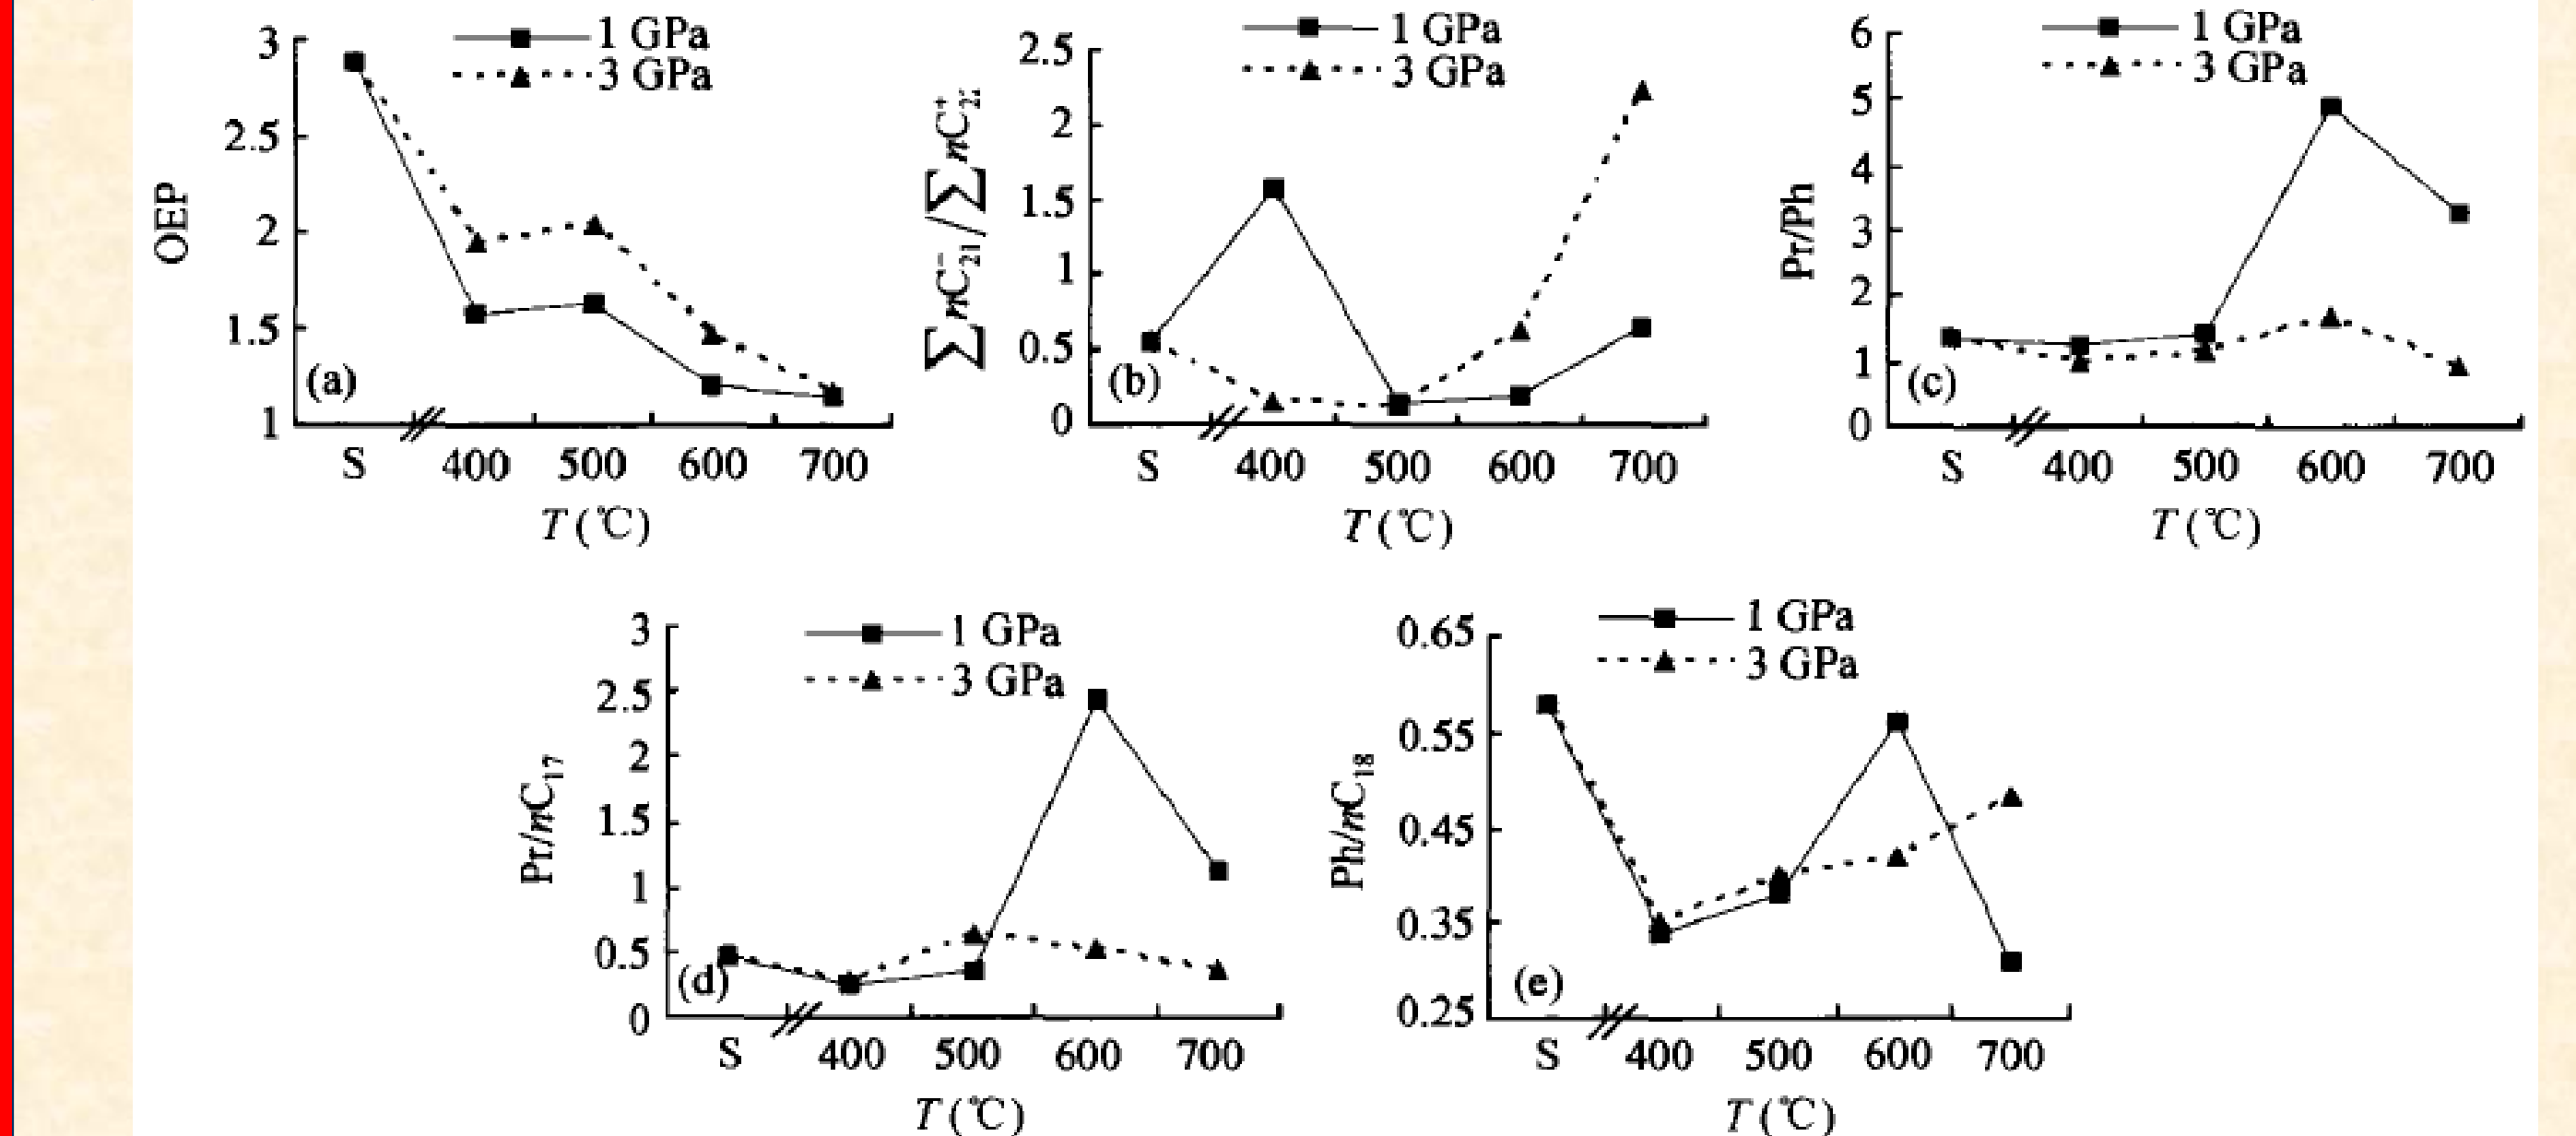 1 GPa
3 GPa
OEP
3
2.5
2
1.5
1
(a)
S 400 500 600 700
T (℃)
1 GPa
3 GPa
∑nC₂₁⁻/∑nC₂₂⁺
2.5
2
1.5
1
0.5
0
(b)
S 400 500 600 700
T (℃)
1 GPa
3 GPa
Pr/Ph
6
5
4
3
2
1
0
(c)
S 400 500 600 700
T (℃)
1 GPa
3 GPa
Pr/nC₁₇
3
2.5
2
1.5
1
0.5
0
(d)
S 400 500 600 700
T (℃)
1 GPa
3 GPa
Ph/nC₁₈
0.65
0.55
0.45
0.35
0.25
(e)
S 400 500 600 700
T (℃)